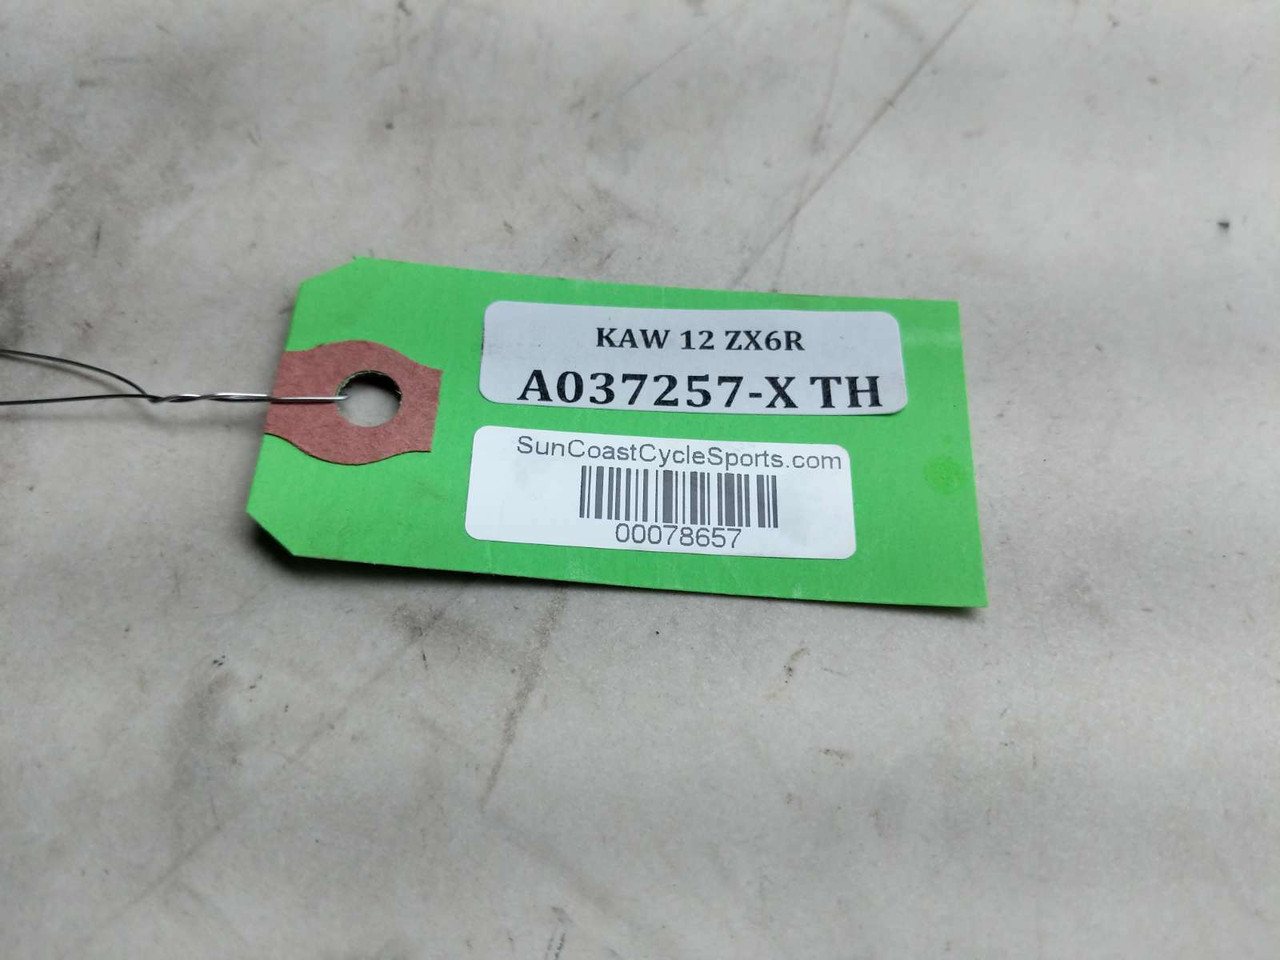 KAW 12 ZX6R
A037257-X TH
SunCoastCycleSports.com
00078657